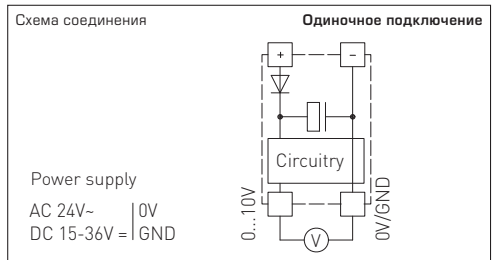 Схема соединения
Одиночное подключение
+ −
Circuitry
Power supply
AC 24V~ 0V
DC 15-36V = GND
0...10V
V
0V/GND